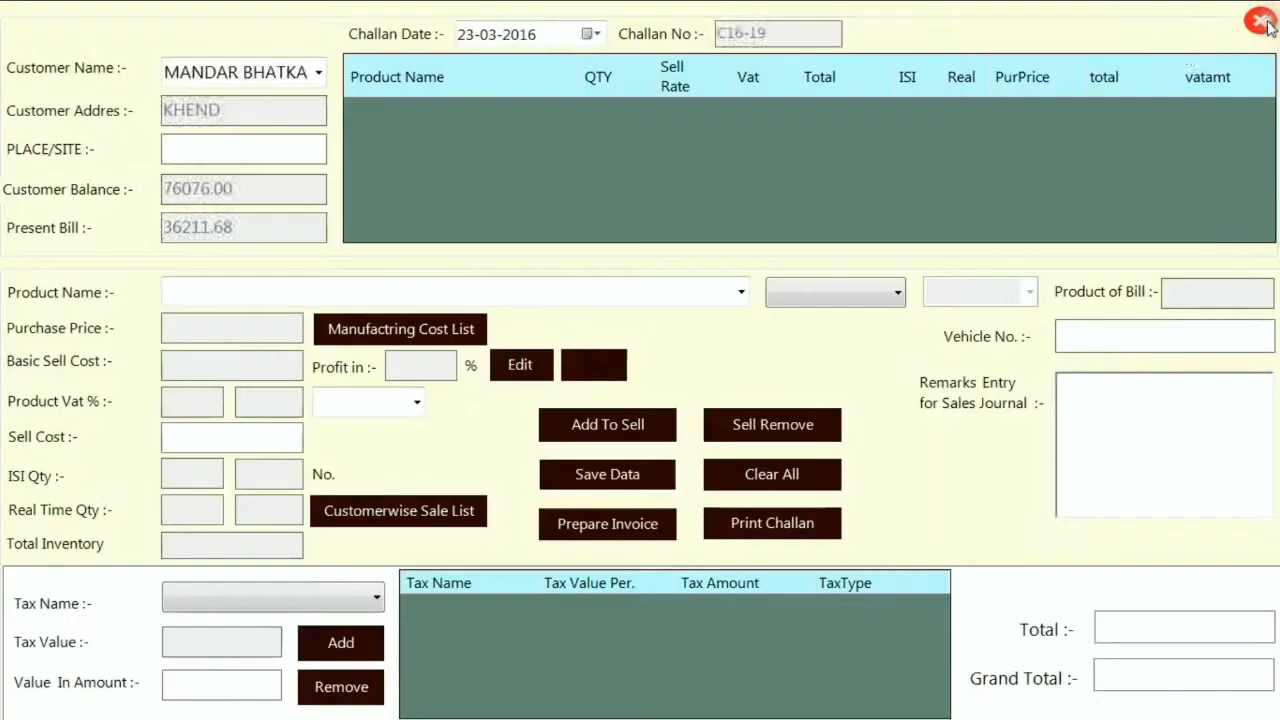 Challan Date :- 23-03-2016 Challan No :- C16-19
Customer Name :- MANDAR BHATKA
Customer Addres :- KHEND
PLACE/SITE :-
Customer Balance :- 76076.00
Present Bill :- 36211.68
Product Name QTY Sell Rate Vat Total ISI Real PurPrice total vatamt
Product Name :- Product of Bill :-
Purchase Price :- Manufactring Cost List Vehicle No. :-
Basic Sell Cost :- Profit in :- % Edit
Product Vat % :-
Remarks Entry
for Sales Journal :-
Sell Cost :- Add To Sell Sell Remove
ISI Qty :- No. Save Data Clear All
Real Time Qty :- Customerwise Sale List Prepare Invoice Print Challan
Total Inventory
Tax Name Tax Value Per. Tax Amount TaxType
Tax Name :-
Tax Value :- Add
Value In Amount :- Remove
Total :-
Grand Total :-